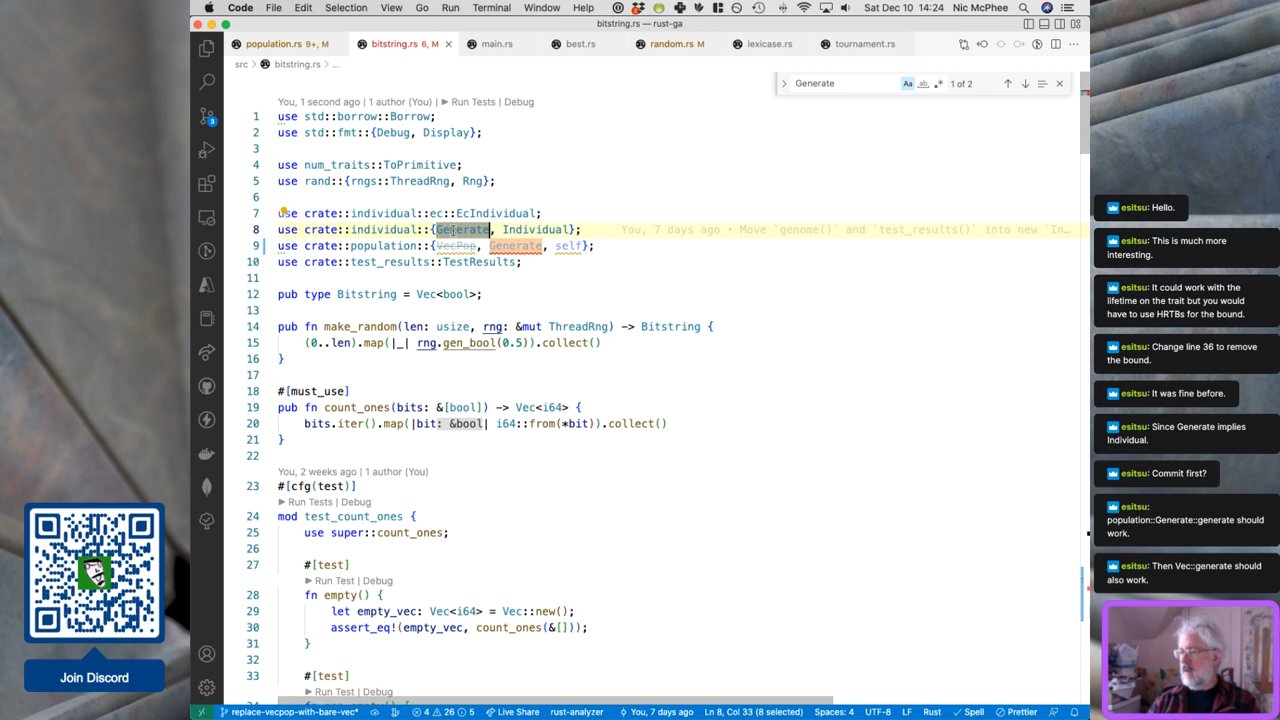 Code File Edit Selection View Go Run Terminal Window Help
Sat Dec 10 14:24 Nic McPhee
bitstring.rs — rust-ga
population.rs 9+, M
bitstring.rs 6, M
main.rs
best.rs
random.rs M
lexicase.rs
tournament.rs
src > bitstring.rs > ...
Generate
Aa ab 1 of 2
You, 1 second ago | 1 author (You) | ▶ Run Tests | Debug
1 use std::borrow::Borrow;
2 use std::fmt::{Debug, Display};
3
4 use num_traits::ToPrimitive;
5 use rand::{rngs::ThreadRng, Rng};
6
7 use crate::individual::ec::EcIndividual;
8 use crate::individual::{Generate, Individual}; You, 7 days ago • Move `genome()` and `test_results()` into new `In…
9 use crate::population::{VecPop, Generate, self};
10 use crate::test_results::TestResults;
11
12 pub type Bitstring = Vec<bool>;
13
14 pub fn make_random(len: usize, rng: &mut ThreadRng) -> Bitstring {
15 (0..len).map(|_| rng.gen_bool(0.5)).collect()
16 }
17
18 #[must_use]
19 pub fn count_ones(bits: &[bool]) -> Vec<i64> {
20 bits.iter().map(|bit: &bool| i64::from(*bit)).collect()
21 }
22
You, 2 weeks ago | 1 author (You)
23 #[cfg(test)]
▶ Run Tests | Debug
24 mod test_count_ones {
25 use super::count_ones;
26
27 #[test]
▶ Run Test | Debug
28 fn empty() {
29 let empty_vec: Vec<i64> = Vec::new();
30 assert_eq!(empty_vec, count_ones(&[]));
31 }
32
33 #[test]
▶ Run Test | Debug
replace-vecpop-with-bare-vec* 4 26 5 Live Share rust-analyzer You, 7 days ago Ln 8, Col 33 (8 selected) Spaces: 4 UTF-8 LF Rust Spell Prettier
3
Join Discord
esitsu: Hello.
esitsu: This is much more
interesting.
esitsu: It could work with the
lifetime on the trait but you would
have to use HRTBs for the bound.
esitsu: Change line 36 to remove
the bound.
esitsu: It was fine before.
esitsu: Since Generate implies
Individual.
esitsu: Commit first?
esitsu:
population::Generate::generate should
work.
esitsu: Then Vec::generate should
also work.